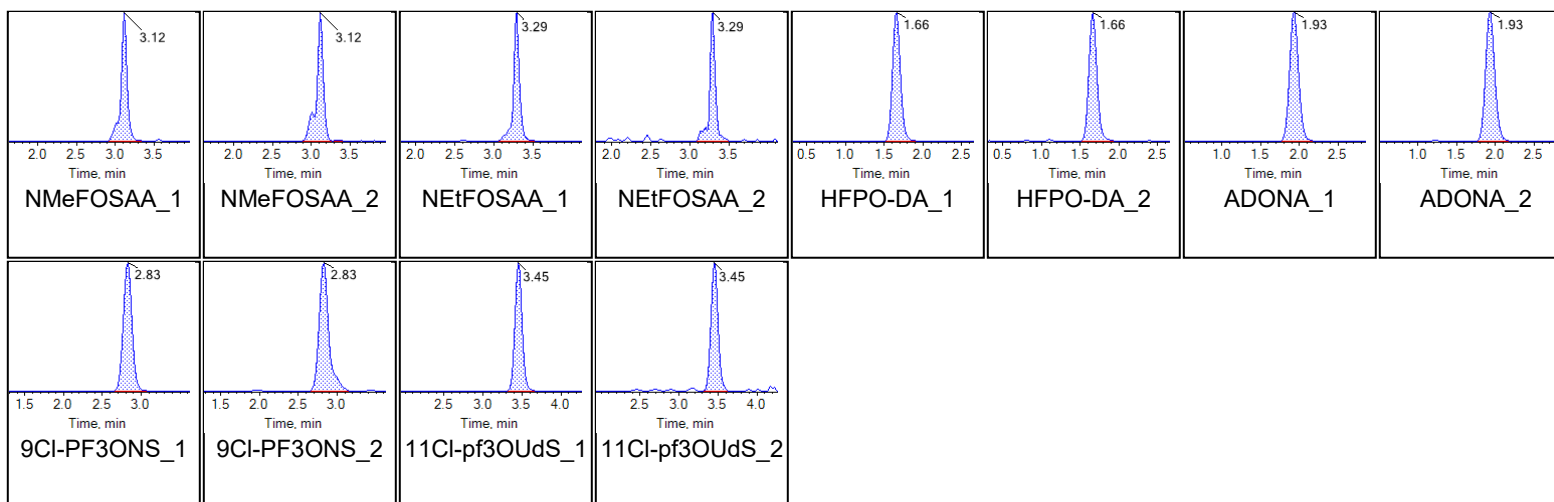 3.12
2.0 2.5 3.0 3.5
Time, min
NMeFOSAA_1
3.12
2.0 2.5 3.0 3.5
Time, min
NMeFOSAA_2
3.29
2.0 2.5 3.0 3.5
Time, min
NEtFOSAA_1
3.29
2.0 2.5 3.0 3.5
Time, min
NEtFOSAA_2
1.66
0.5 1.0 1.5 2.0 2.5
Time, min
HFPO-DA_1
1.66
0.5 1.0 1.5 2.0 2.5
Time, min
HFPO-DA_2
1.93
1.0 1.5 2.0 2.5
Time, min
ADONA_1
1.93
1.0 1.5 2.0 2.5
Time, min
ADONA_2
2.83
1.5 2.0 2.5 3.0
Time, min
9Cl-PF3ONS_1
2.83
1.5 2.0 2.5 3.0
Time, min
9Cl-PF3ONS_2
3.45
2.5 3.0 3.5 4.0
Time, min
11Cl-pf3OUdS_1
3.45
2.5 3.0 3.5 4.0
Time, min
11Cl-pf3OUdS_2